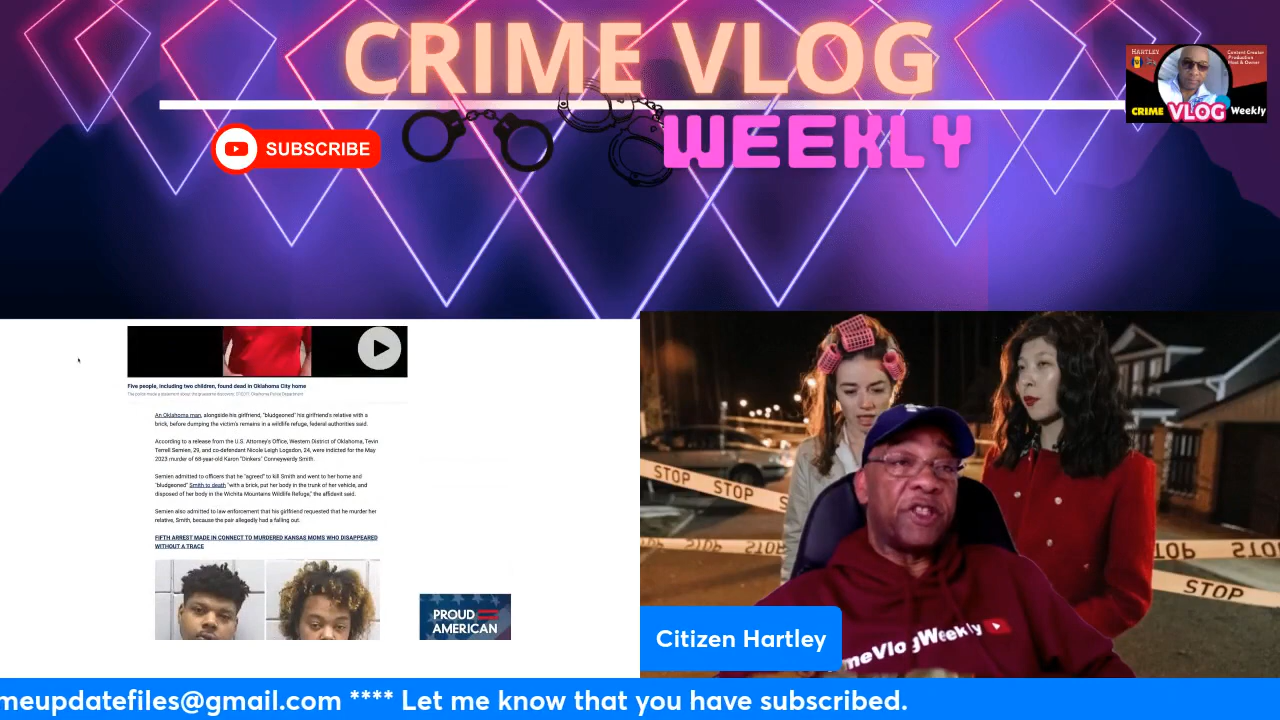 CRIME VLOG
WEEKLY
SUBSCRIBE
HARTLEY
Content Creator
Production
Host & Owner
CRIME VLOG Weekly
Five people, including two children, found dead in Oklahoma City home
An Oklahoma man, alongside his girlfriend, "bludgeoned" his girlfriend's relative with a
brick, before dumping the victim's remains in a wildlife refuge, federal authorities said.
According to a release from the U.S. Attorney's Office, Western District of Oklahoma, Tevin
Terrell Semien, 29, and co-defendant Nicole Leigh Logsdon, 24, were indicted for the May
2023 murder of 68-year-old Karon "Dinkers" Conneywerdy Smith.
Semien admitted to officers that he "agreed" to kill Smith and went to her home and
"bludgeoned" Smith to death "with a brick, put her body in the trunk of her vehicle, and
disposed of her body in the Wichita Mountains Wildlife Refuge," the affidavit said.
Semien also admitted to law enforcement that his girlfriend requested that he murder her
relative, Smith, because the pair allegedly had a falling out.
FIFTH ARREST MADE IN CONNECT TO MURDERED KANSAS MOMS WHO DISAPPEARED
WITHOUT A TRACE
PROUD
AMERICAN
STOP STOP STOP
STOP STOP
STOP STOP
STOP
meVlogWeekly
Citizen Hartley
meupdatefiles@gmail.com **** Let me know that you have subscribed.